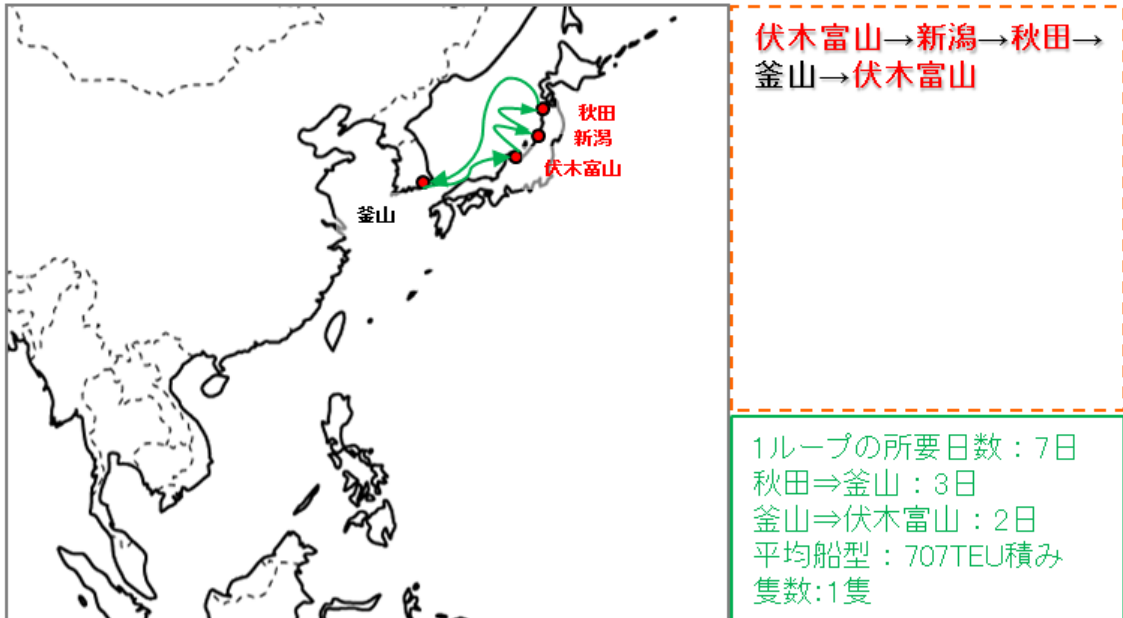 秋田
新潟
伏木富山
釜山
伏木富山→新潟→秋田→
釜山→伏木富山
1ループの所要日数：7日
秋田⇒釜山：3日
釜山⇒伏木富山：2日
平均船型：707TEU積み
隻数:1隻